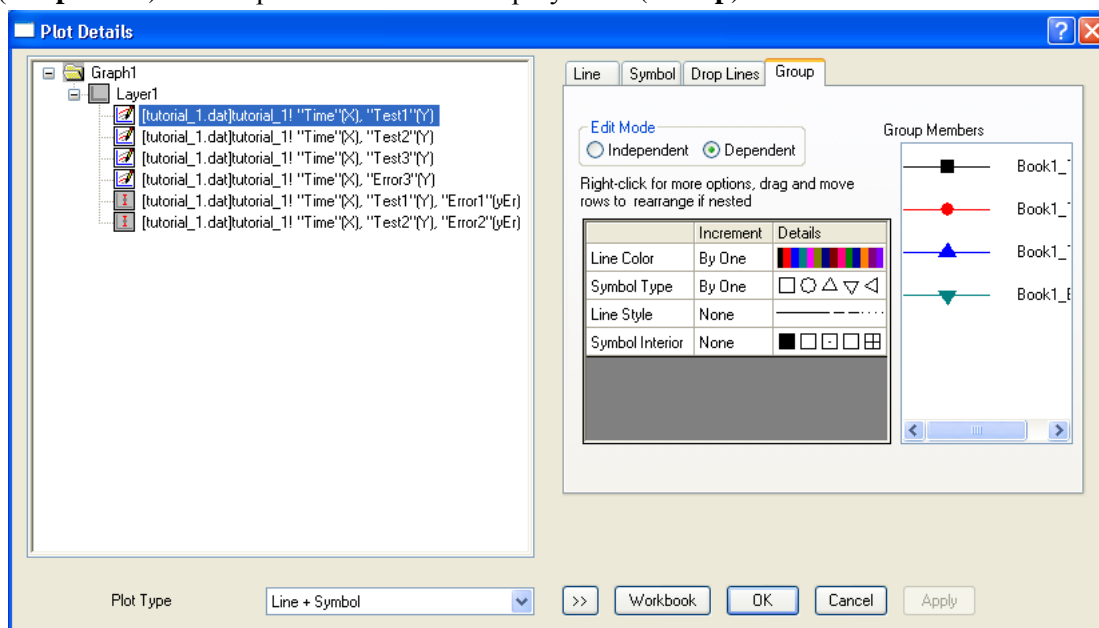 Plot Details
Graph1
Layer1
[tutorial_1.dat]tutorial_1! "Time"(X), "Test1"(Y)
[tutorial_1.dat]tutorial_1! "Time"(X), "Test2"(Y)
[tutorial_1.dat]tutorial_1! "Time"(X), "Test3"(Y)
[tutorial_1.dat]tutorial_1! "Time"(X), "Error3"(Y)
[tutorial_1.dat]tutorial_1! "Time"(X), "Test1"(Y), "Error1"(yEr)
[tutorial_1.dat]tutorial_1! "Time"(X), "Test2"(Y), "Error2"(yEr)
Line Symbol Drop Lines Group
Edit Mode
Independent Dependent
Right-click for more options, drag and move
rows to rearrange if nested
Increment Details
Line Color By One
Symbol Type By One
Line Style None
Symbol Interior None
Group Members
Book1_T
Book1_T
Book1_T
Book1_E
Plot Type Line + Symbol >> Workbook OK Cancel Apply